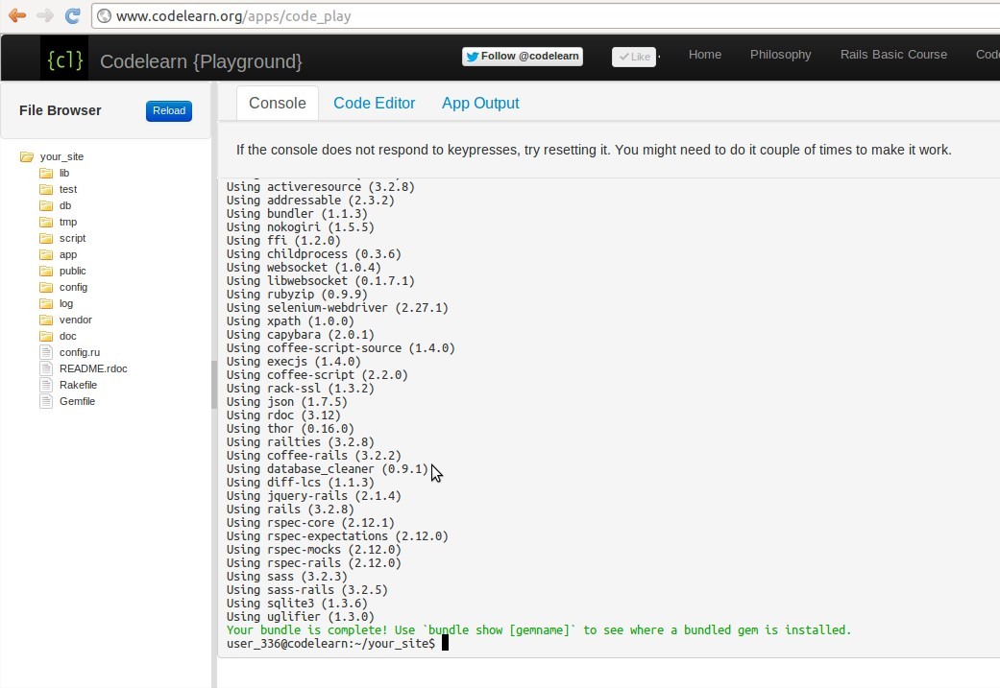 www.codelearn.org/apps/code_play
{cl} Codelearn {Playground}
Follow @codelearn
Like
Home
Philosophy
Rails Basic Course
File Browser
Reload
your_site
lib
test
db
tmp
script
app
public
config
log
vendor
doc
config.ru
README.rdoc
Rakefile
Gemfile
Console
Code Editor
App Output
If the console does not respond to keypresses, try resetting it. You might need to do it couple of times to make it work.
Using activeresource (3.2.8)
Using addressable (2.3.2)
Using bundler (1.1.3)
Using nokogiri (1.5.5)
Using ffi (1.2.0)
Using childprocess (0.3.6)
Using websocket (1.0.4)
Using libwebsocket (0.1.7.1)
Using rubyzip (0.9.9)
Using selenium-webdriver (2.27.1)
Using xpath (1.0.0)
Using capybara (2.0.1)
Using coffee-script-source (1.4.0)
Using execjs (1.4.0)
Using coffee-script (2.2.0)
Using rack-ssl (1.3.2)
Using json (1.7.5)
Using rdoc (3.12)
Using thor (0.16.0)
Using railties (3.2.8)
Using coffee-rails (3.2.2)
Using database_cleaner (0.9.1)
Using diff-lcs (1.1.3)
Using jquery-rails (2.1.4)
Using rails (3.2.8)
Using rspec-core (2.12.1)
Using rspec-expectations (2.12.0)
Using rspec-mocks (2.12.0)
Using rspec-rails (2.12.0)
Using sass (3.2.3)
Using sass-rails (3.2.5)
Using sqlite3 (1.3.6)
Using uglifier (1.3.0)
Your bundle is complete! Use `bundle show [gemname]` to see where a bundled gem is installed.
user_336@codelearn:~/your_site$